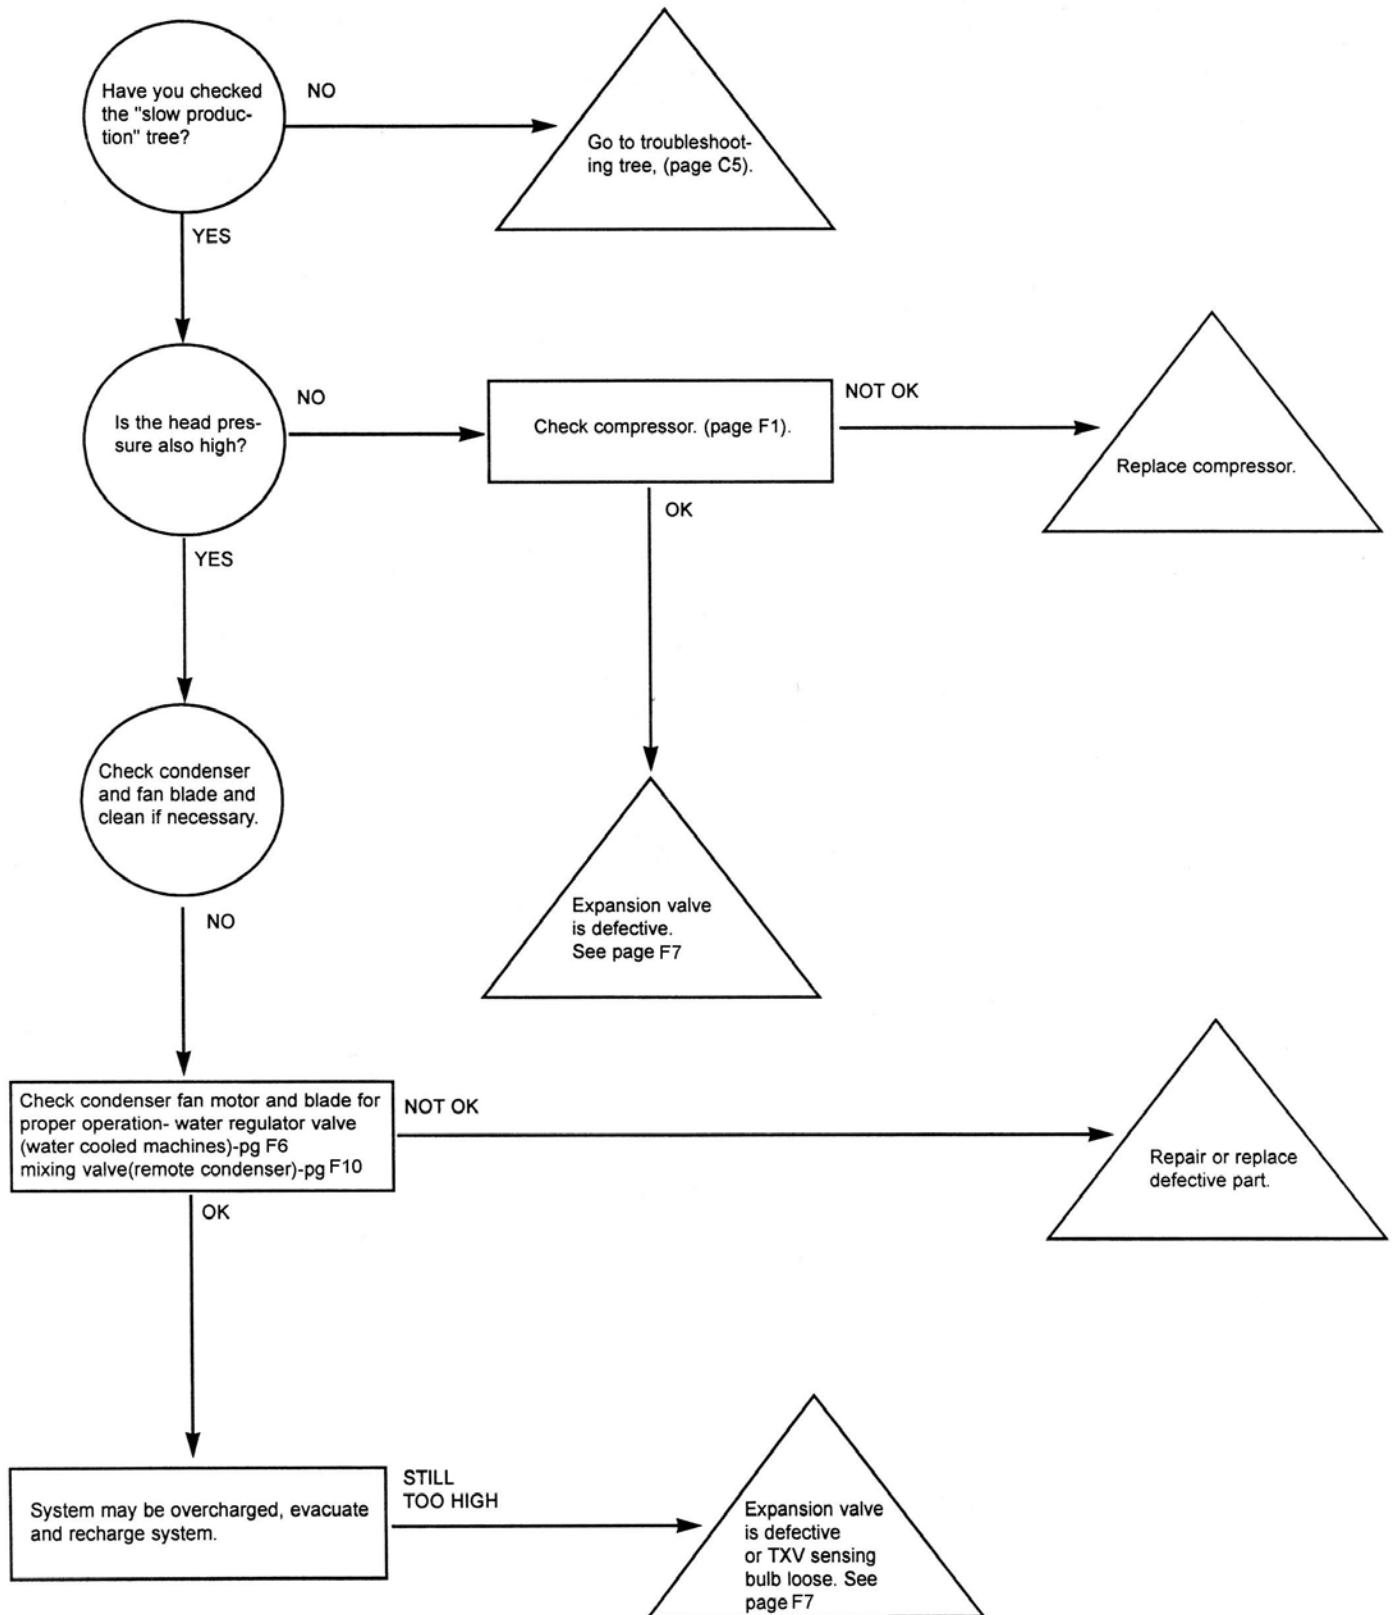 Have you checked
the "slow produc-
tion" tree?
NO
Go to troubleshoot-
ing tree, (page C5).
YES
Is the head pres-
sure also high?
NO
Check compressor. (page F1).
NOT OK
Replace compressor.
OK
YES
Check condenser
and fan blade and
clean if necessary.
Expansion valve
is defective.
See page F7
NO
Check condenser fan motor and blade for
proper operation- water regulator valve
(water cooled machines)-pg F6
mixing valve(remote condenser)-pg F10
NOT OK
Repair or replace
defective part.
OK
System may be overcharged, evacuate
and recharge system.
STILL
TOO HIGH
Expansion valve
is defective
or TXV sensing
bulb loose. See
page F7